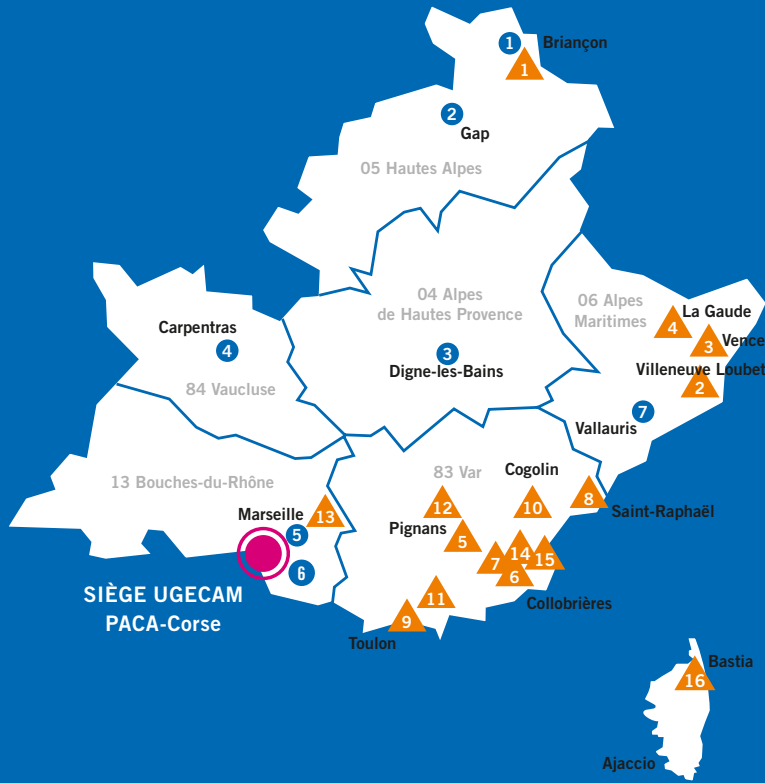 1
Briançon
1
2
Gap
05 Hautes Alpes
04 Alpes
de Hautes Provence
06 Alpes
Maritimes
La Gaude
4
3
Vence
Villeneuve Loubet
2
Carpentras
4
84 Vaucluse
3
Digne-les-Bains
7
Vallauris
13 Bouches-du-Rhône
83 Var
Cogolin
8
Saint-Raphaël
12
10
Marseille
13
5
6
Pignans
5
7
14
15
6
Collobrières
11
9
Toulon
SIÈGE UGECAM
PACA-Corse
Bastia
16
Ajaccio